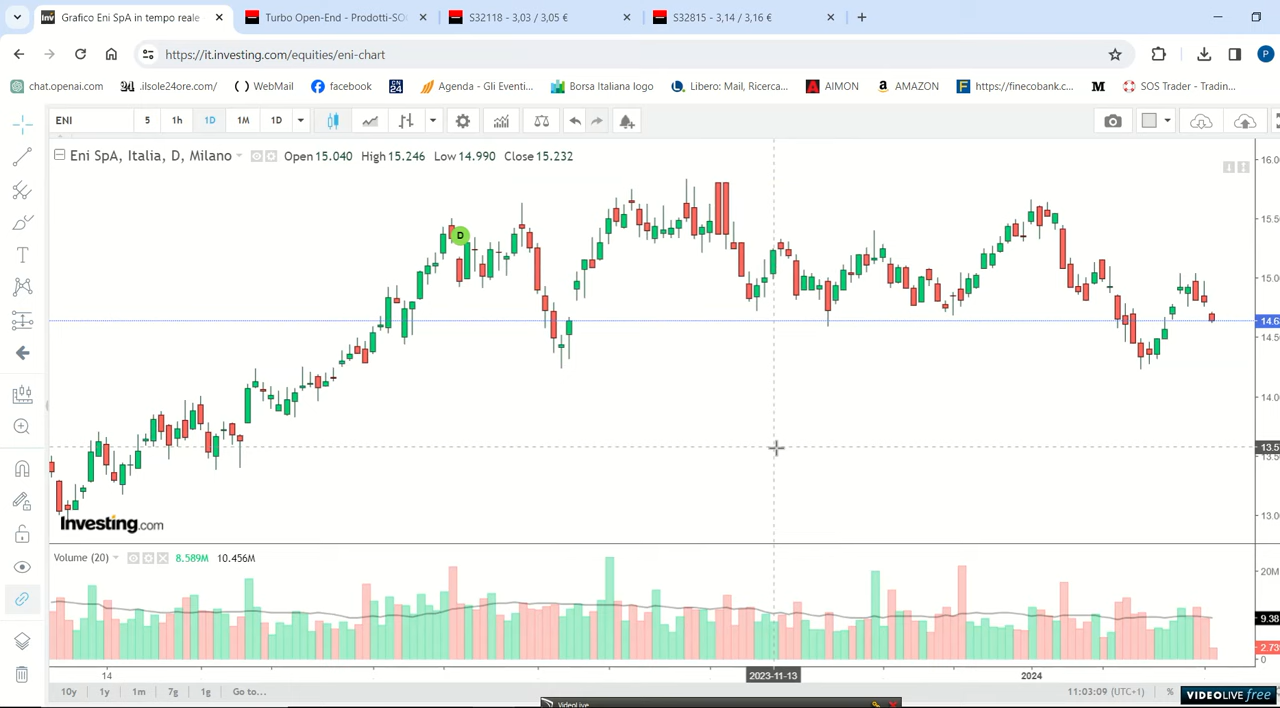 Grafico Eni SpA in tempo reale
Turbo Open-End - Prodotti-SO
- 3,03 / 3,05 €
S32815 - 3,14 / 3,16 €
https://it.investing.com/equities/eni-chart
chat.openai.com
.ilsole24ore.com/
WebMail
facebook
CN
24
Agenda - Gli Eventi...
Borsa Italiana logo
Libero: Mail, Ricerca...
AIMON
AMAZON
https://finecobank.c...
M
SOS Trader - Tradin...
P
ENI
5
1h
1D
1M
1D
Eni SpA, Italia, D, Milano
Open 15.040 High 15.246 Low 14.990 Close 15.232
D
16.0
15.5
15.0
14.6
14.5
14.0
13.5
13.0
Investing.com
Volume (20)
8.589M 10.456M
20M
9.38
2.73
0
14
2023-11-13
2024
10y
1y
1m
7g
1g
Go to...
11:03:09 (UTC+1)
%
VIDEOLIVE free
VideoLive